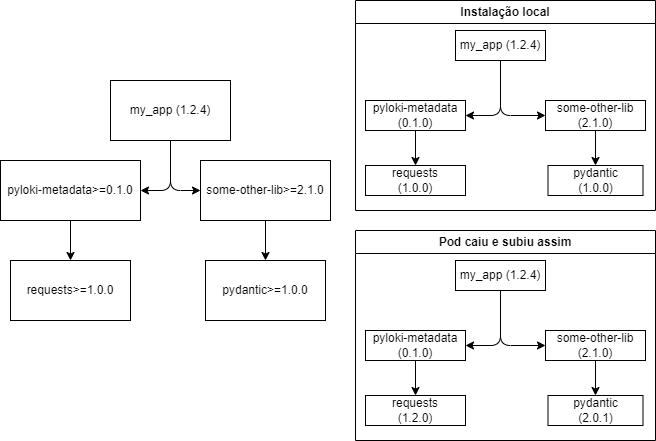 my_app (1.2.4)
pyloki-metadata>=0.1.0
some-other-lib>=2.1.0
requests>=1.0.0
pydantic>=1.0.0
Instalação local
my_app (1.2.4)
pyloki-metadata
(0.1.0)
some-other-lib
(2.1.0)
requests
(1.0.0)
pydantic
(1.0.0)
Pod caiu e subiu assim
my_app (1.2.4)
pyloki-metadata
(0.1.0)
some-other-lib
(2.1.0)
requests
(1.2.0)
pydantic
(2.0.1)